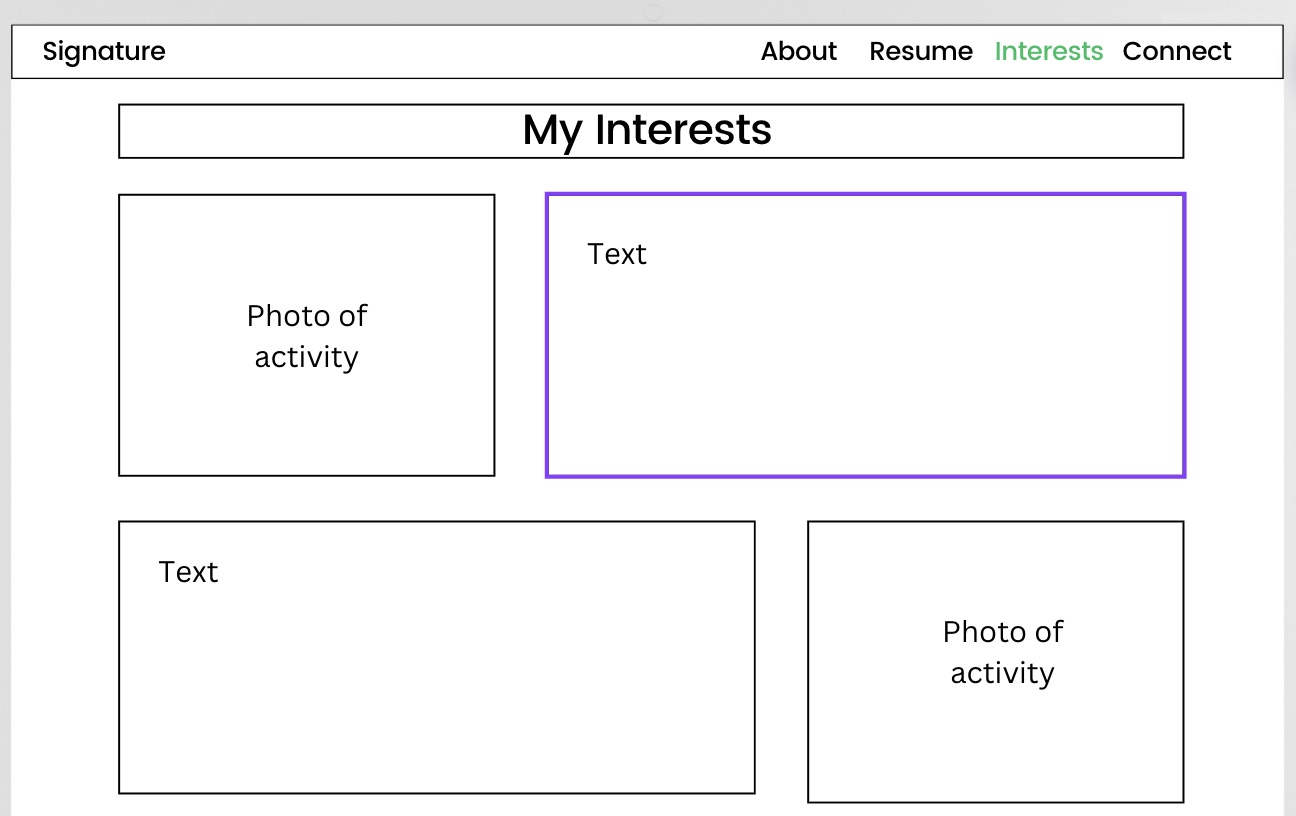 Signature About Resume Interests Connect
My Interests
Photo of
activity
Text
Text
Photo of
activity